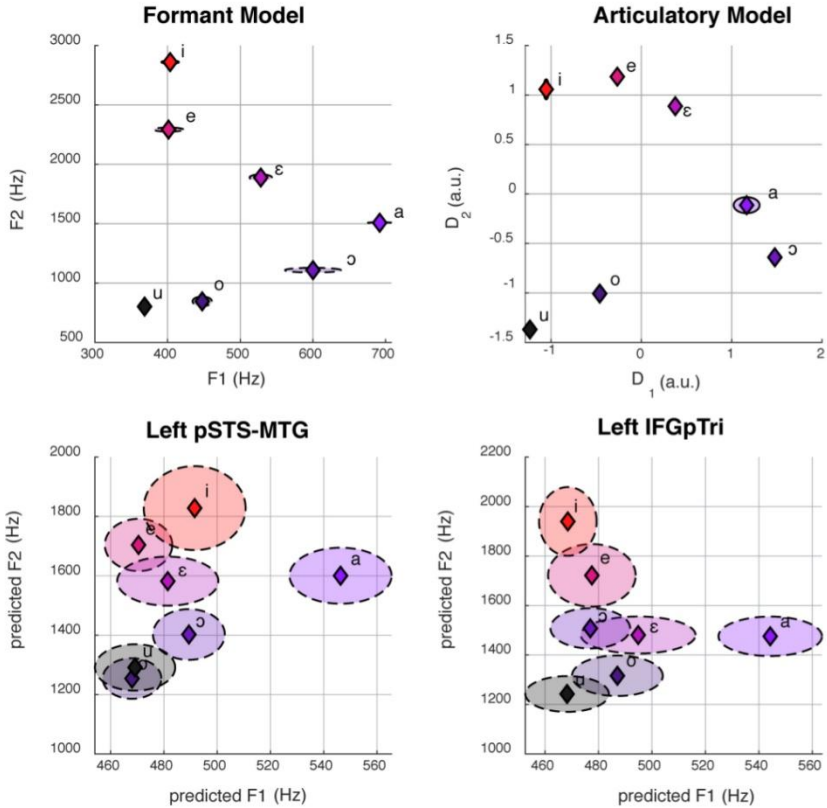 Formant Model
3000
2500
2000
1500
1000
500
F2 (Hz)
i
e
ε
a
ɔ
o
u
300 400 500 600 700
F1 (Hz)
Articulatory Model
1.5
1
0.5
0
-0.5
-1
-1.5
D2 (a.u.)
i
e
ε
a
ɔ
o
u
-1 0 1 2
D1 (a.u.)
Left pSTS-MTG
2000
1800
1600
1400
1200
1000
predicted F2 (Hz)
i
e
ε
a
ɔ
u
o
460 480 500 520 540 560
predicted F1 (Hz)
Left IFGpTri
2200
2000
1800
1600
1400
1200
1000
predicted F2 (Hz)
i
e
ɔ
ε
a
o
u
460 480 500 520 540 560
predicted F1 (Hz)